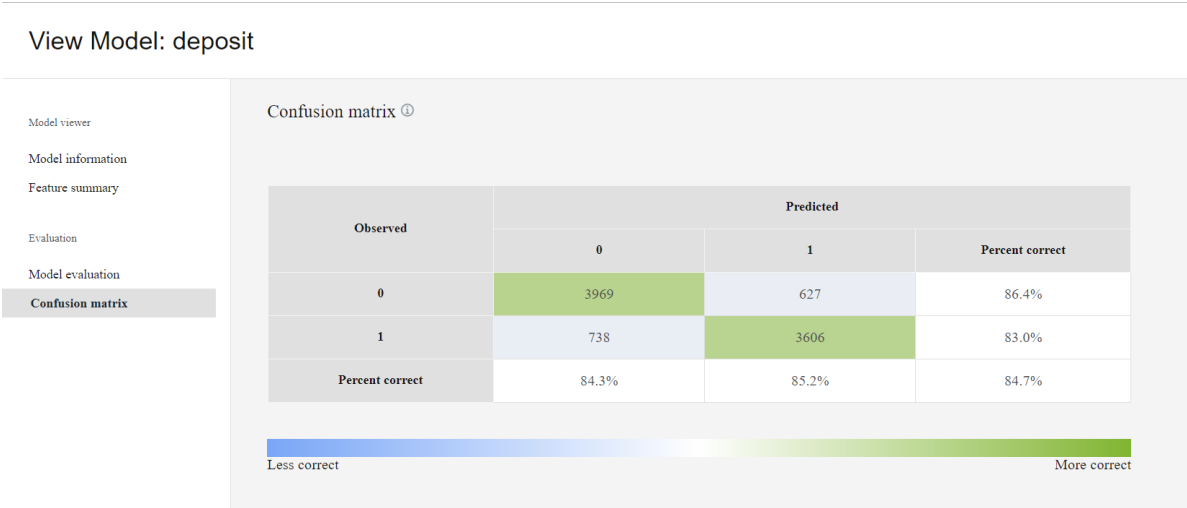 View Model: deposit
Model viewer
Model information
Feature summary
Evaluation
Model evaluation
Confusion matrix
Confusion matrix
Observed
Predicted
0 1 Percent correct
0 3969 627 86.4%
1 738 3606 83.0%
Percent correct 84.3% 85.2% 84.7%
Less correct More correct